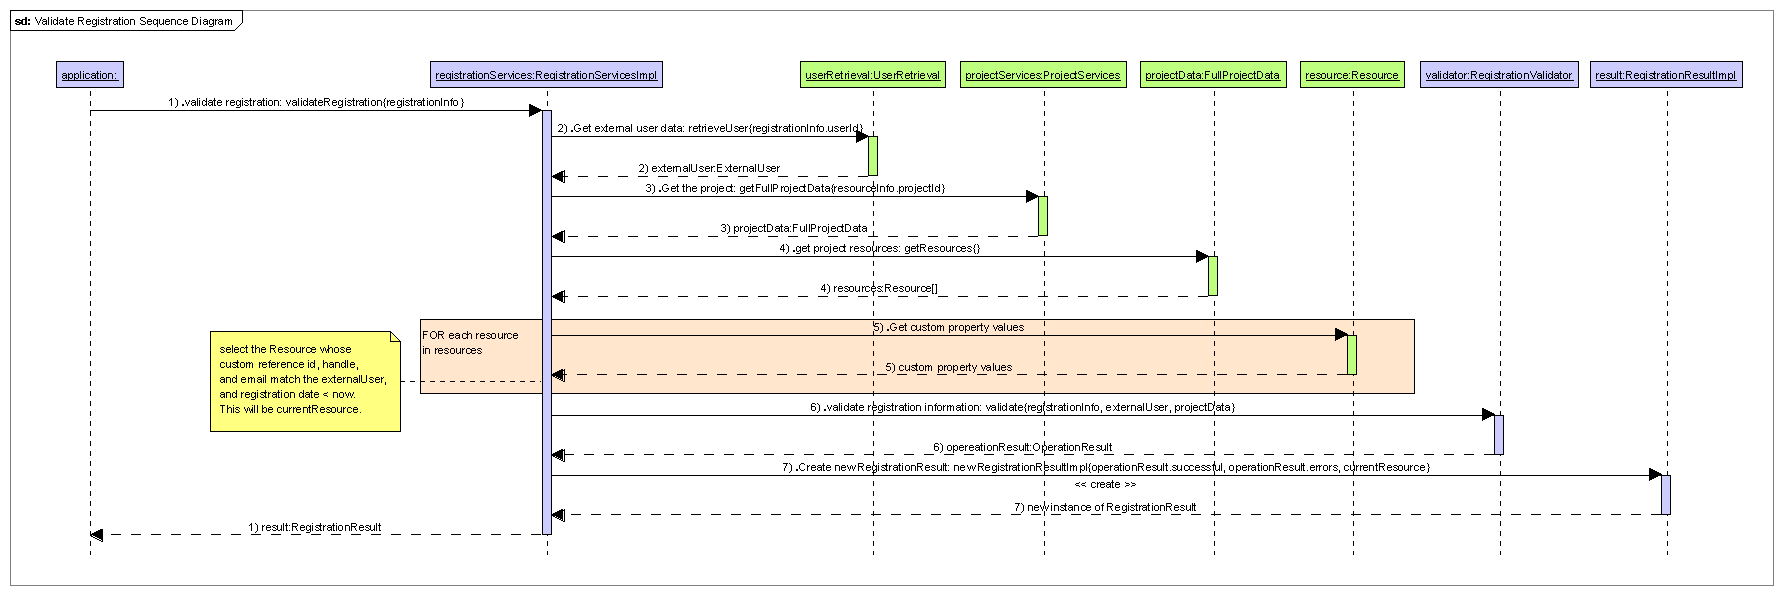 sd: Validate Registration Sequence Diagram
application:
registrationServices:RegistrationServicesImpl
userRetrieval:UserRetrieval
projectServices:ProjectServices
projectData:FullProjectData
resource:Resource
validator:RegistrationValidator
result:RegistrationResultImpl
1) .validate registration: validateRegistration{registrationInfo}
2) .Get external user data: retrieveUser{registrationInfo.userId}
2) externalUser:ExternalUser
3) .Get the project: getFullProjectData{resourceInfo.projectId}
3) projectData:FullProjectData
4) .get project resources: getResources{}
4) resources:Resource[]
FOR each resource
in resources
5) .Get custom property values
5) custom property values
select the Resource whose
custom reference id, handle,
and email match the externalUser,
and registration date < now.
This will be currentResource.
6) .validate registration information: validate{registrationInfo, externalUser, projectData}
6) opereationResult:OperationResult
7) .Create newRegistrationResult: newRegistrationResultImpl{operationResult.successful, operationResult.errors, currentResource}
<< create >>
7) new instance of RegistrationResult
1) result:RegistrationResult